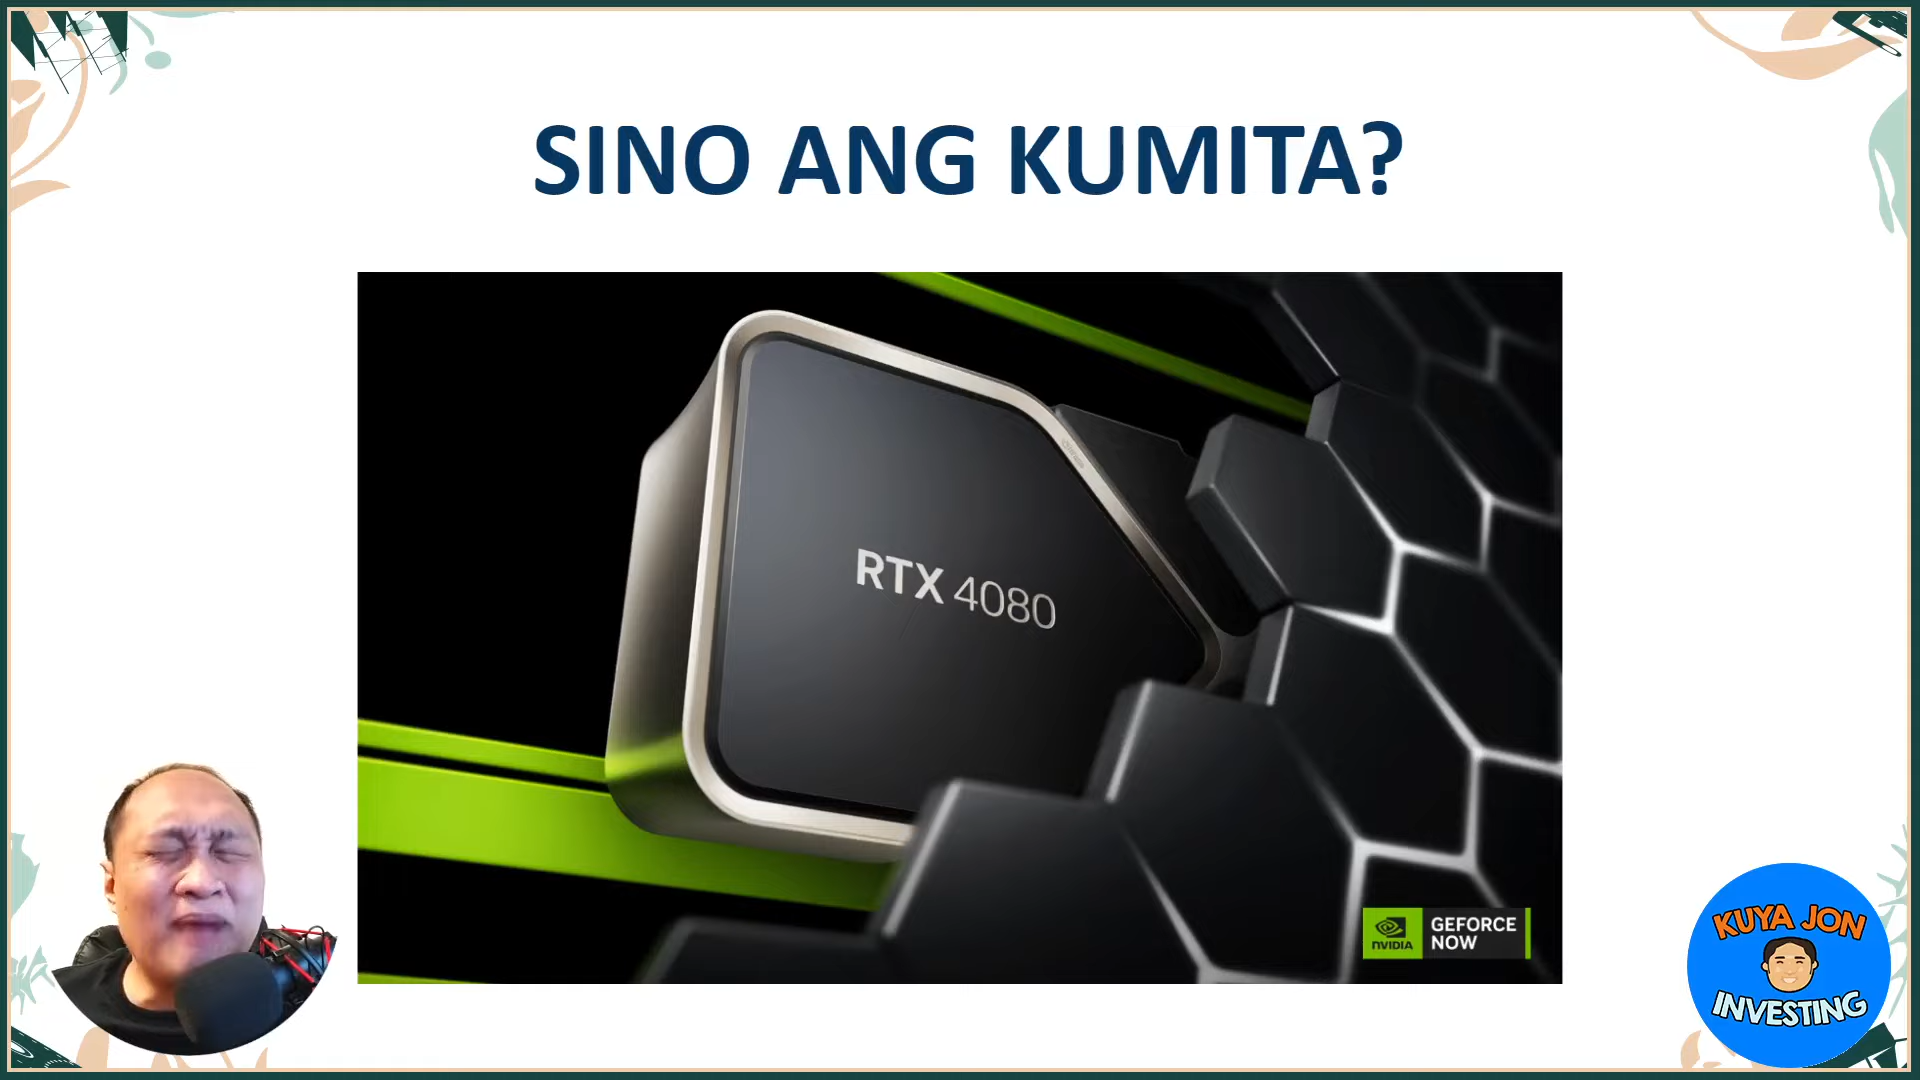 SINO ANG KUMITA?
RTX 4080
NVIDIA
GEFORCE
NOW
KUYA JON
INVESTING